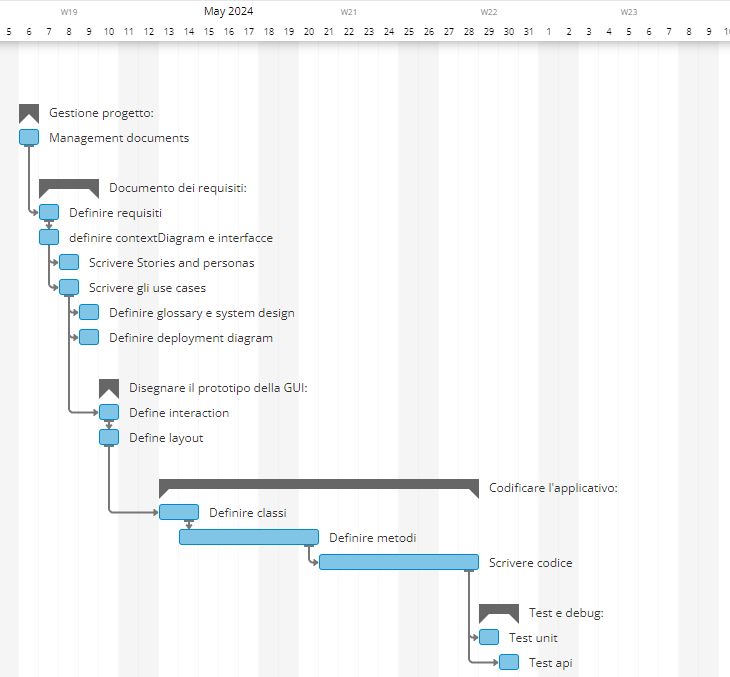 W19 May 2024 W21 W22 W23
5 6 7 8 9 10 11 12 13 14 15 16 17 18 19 20 21 22 23 24 25 26 27 28 29 30 31 1 2 3 4 5 6 7 8 9 10
Gestione progetto:
Management documents
Documento dei requisiti:
Definire requisiti
definire contextDiagram e interfacce
Scrivere Stories and personas
Scrivere gli use cases
Definire glossary e system design
Definire deployment diagram
Disegnare il prototipo della GUI:
Define interaction
Define layout
Codificare l'applicativo:
Definire classi
Definire metodi
Scrivere codice
Test e debug:
Test unit
Test api